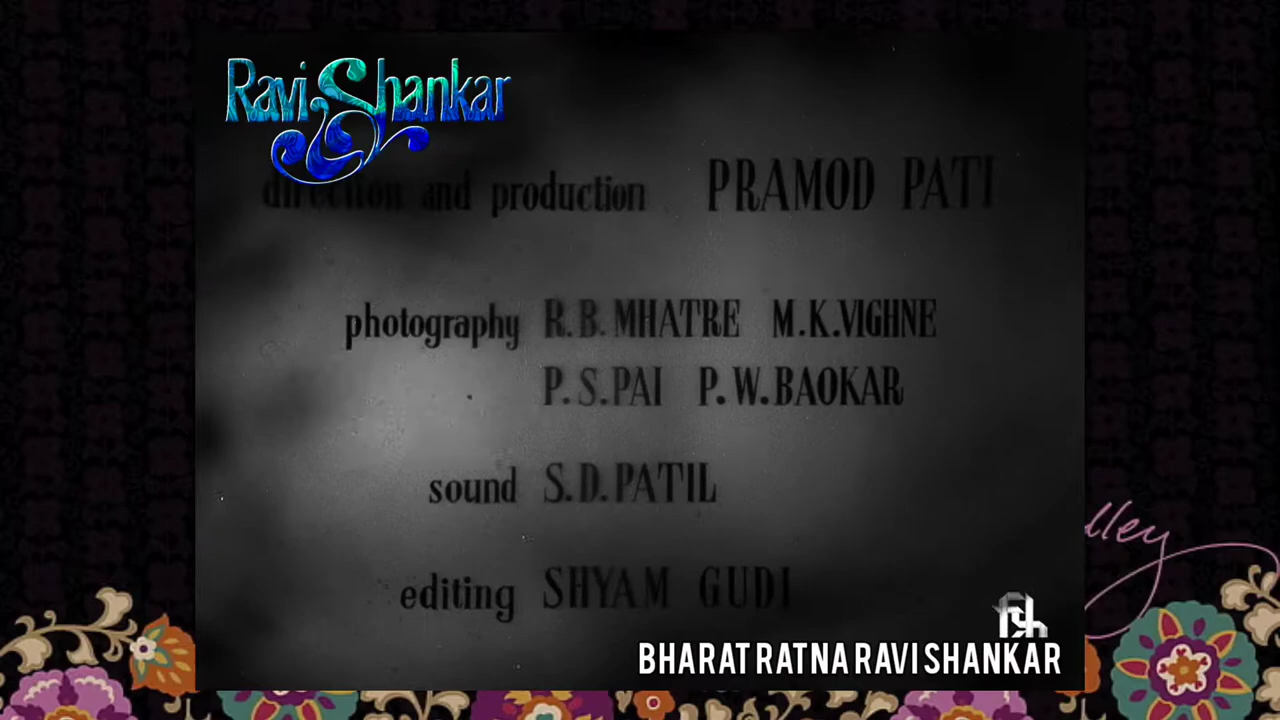 Ravi Shankar
direction and production PRAMOD PATI
photography R.B. MHATRE M.K.VIGHNE
P.S.PAI P.W.BAOKAR
sound S.D.PATIL
editing SHYAM GUDI
BHARAT RATNA RAVI SHANKAR